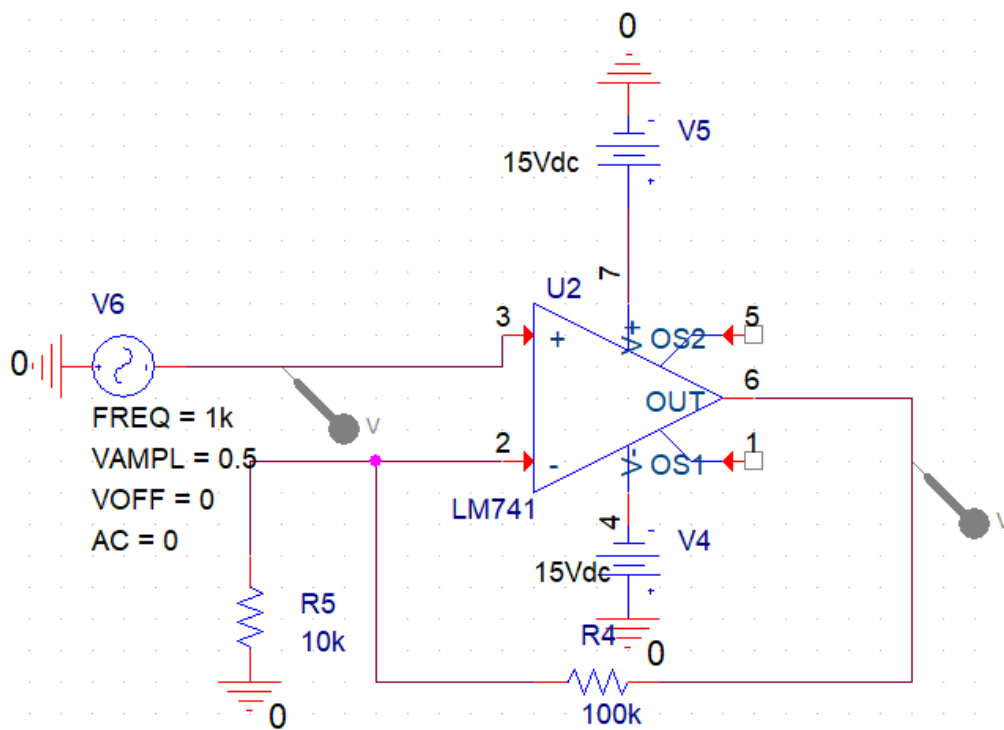 0
-
V5
15Vdc
+
7
V6
U2
3
5
+
V+
OS2
0
+
-
6
OUT
FREQ = 1k
V
2
1
VAMPL = 0.5
-
V-
OS1
VOFF = 0
LM741
V
AC = 0
4
-
V4
15Vdc
+
R5
R4
10k
0
100k
0